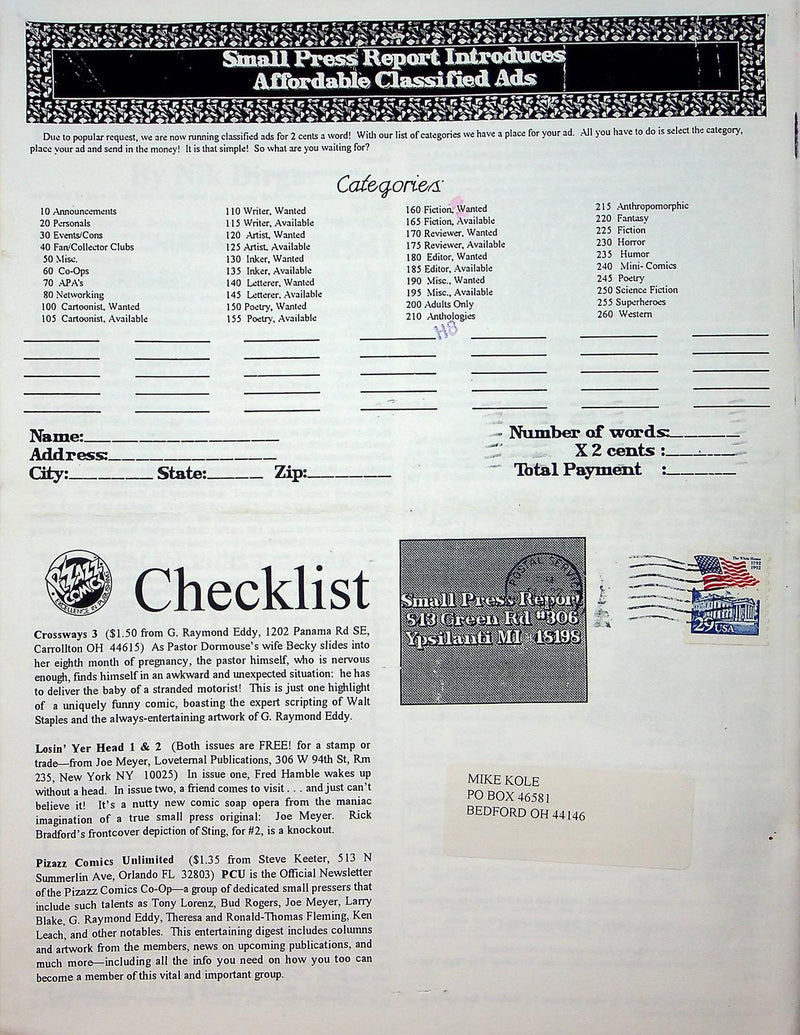 Small Press Report Introduces
Affordable Classified Ads
Due to popular request, we are now running classified ads for 2 cents a word! With our list of categories we have a place for your ad. All you have to do is select the category,
place your ad and send in the money! It is that simple! So what are you waiting for?
Categories:
10 Announcements
20 Personals
30 Events/Cons
40 Fan/Collector Clubs
50 Misc.
60 Co-Ops
70 APA's
80 Networking
100 Cartoonist, Wanted
105 Cartoonist, Available
110 Writer, Wanted
115 Writer, Available
120 Artist, Wanted
125 Artist, Available
130 Inker, Wanted
135 Inker, Available
140 Letterer, Wanted
145 Letterer, Available
150 Poetry, Wanted
155 Poetry, Available
160 Fiction, Wanted
165 Fiction, Available
170 Reviewer, Wanted
175 Reviewer, Available
180 Editor, Wanted
185 Editor, Available
190 Misc., Wanted
195 Misc., Available
200 Adults Only
210 Anthologies
215 Anthropomorphic
220 Fantasy
225 Fiction
230 Horror
235 Humor
240 Mini- Comics
245 Poetry
250 Science Fiction
255 Superheroes
260 Western
H8
Name:
Address:
City: State: Zip:
Number of words:
X 2 cents :
Total Payment :
PIZAZZ
COMICS
EXCELLENCE IN PUBLISHING
Checklist
Crossways 3 ($1.50 from G. Raymond Eddy, 1202 Panama Rd SE,
Carrollton OH 44615) As Pastor Dormouse's wife Becky slides into
her eighth month of pregnancy, the pastor himself, who is nervous
enough, finds himself in an awkward and unexpected situation: he has
to deliver the baby of a stranded motorist! This is just one highlight
of a uniquely funny comic, boasting the expert scripting of Walt
Staples and the always-entertaining artwork of G. Raymond Eddy.
Losin' Yer Head 1 & 2 (Both issues are FREE! for a stamp or
trade—from Joe Meyer, Loveternal Publications, 306 W 94th St, Rm
235, New York NY 10025) In issue one, Fred Hamble wakes up
without a head. In issue two, a friend comes to visit . . . and just can't
believe it! It's a nutty new comic soap opera from the maniac
imagination of a true small press original: Joe Meyer. Rick
Bradford's frontcover depiction of Sting, for #2, is a knockout.
Pizazz Comics Unlimited ($1.35 from Steve Keeter, 513 N
Summerlin Ave, Orlando FL 32803) PCU is the Official Newsletter
of the Pizazz Comics Co-Op—a group of dedicated small pressers that
include such talents as Tony Lorenz, Bud Rogers, Joe Meyer, Larry
Blake, G. Raymond Eddy, Theresa and Ronald-Thomas Fleming, Ken
Leach, and other notables. This entertaining digest includes columns
and artwork from the members, news on upcoming publications, and
much more—including all the info you need on how you too can
become a member of this vital and important group.
POSTAL SERVICE
Small Press Report
813 Green Rd #306
Ypsilanti MI 48198
The White House
1792
1992
29 USA
MIKE KOLE
PO BOX 46581
BEDFORD OH 44146